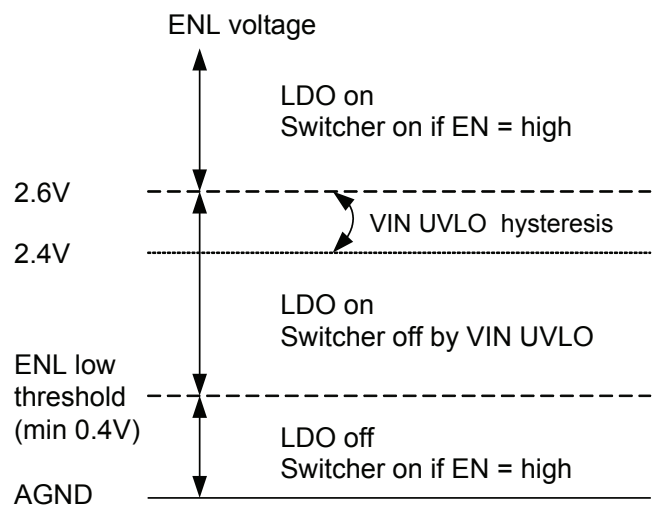 ENL voltage
LDO on
Switcher on if EN = high
2.6V
VIN UVLO hysteresis
2.4V
LDO on
Switcher off by VIN UVLO
ENL low
threshold
(min 0.4V)
LDO off
Switcher on if EN = high
AGND